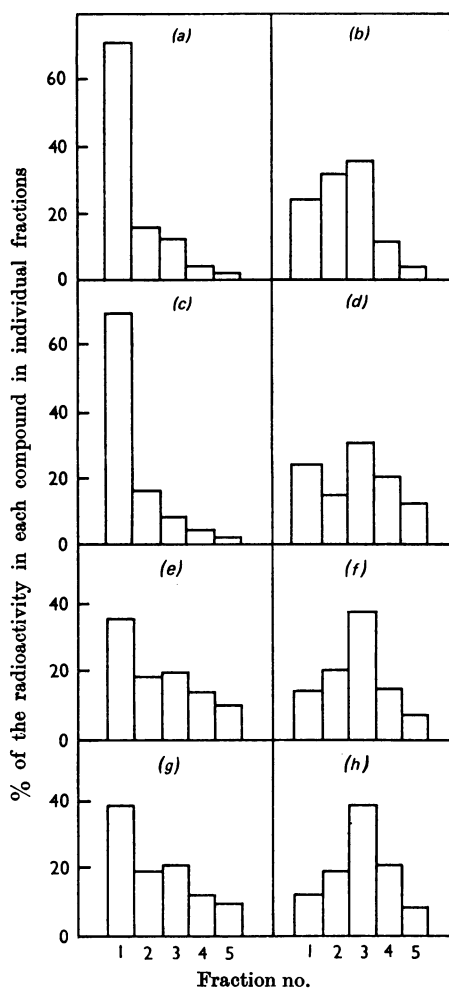 % of the radioactivity in each compound in individual fractions
(a)
(b)
60
40
20
0
(c)
(d)
60
40
20
0
(e)
(f)
40
20
0
(g)
(h)
40
20
0
1 2 3 4 5
1 2 3 4 5
Fraction no.